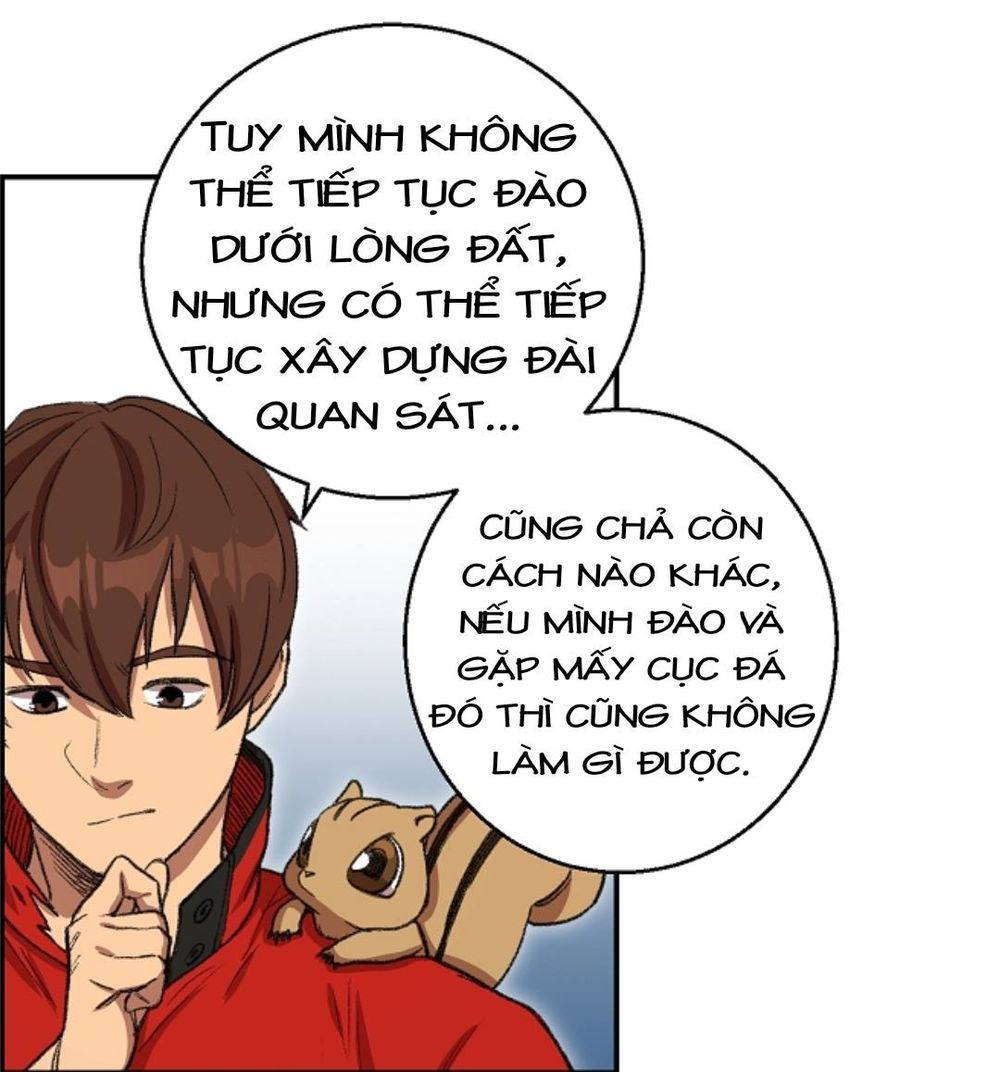 TUY MÌNH KHÔNG
THỂ TIẾP TỤC ĐÀO
DƯỚI LÒNG ĐẤT,
NHƯNG CÓ THỂ TIẾP
TỤC XÂY DỰNG ĐÀI
QUAN SÁT...
CŨNG CHẢ CÒN
CÁCH NÀO KHÁC,
NẾU MÌNH ĐÀO VÀ
GẶP MẤY CỤC ĐÁ
ĐÓ THÌ CŨNG KHÔNG
LÀM GÌ ĐƯỢC.